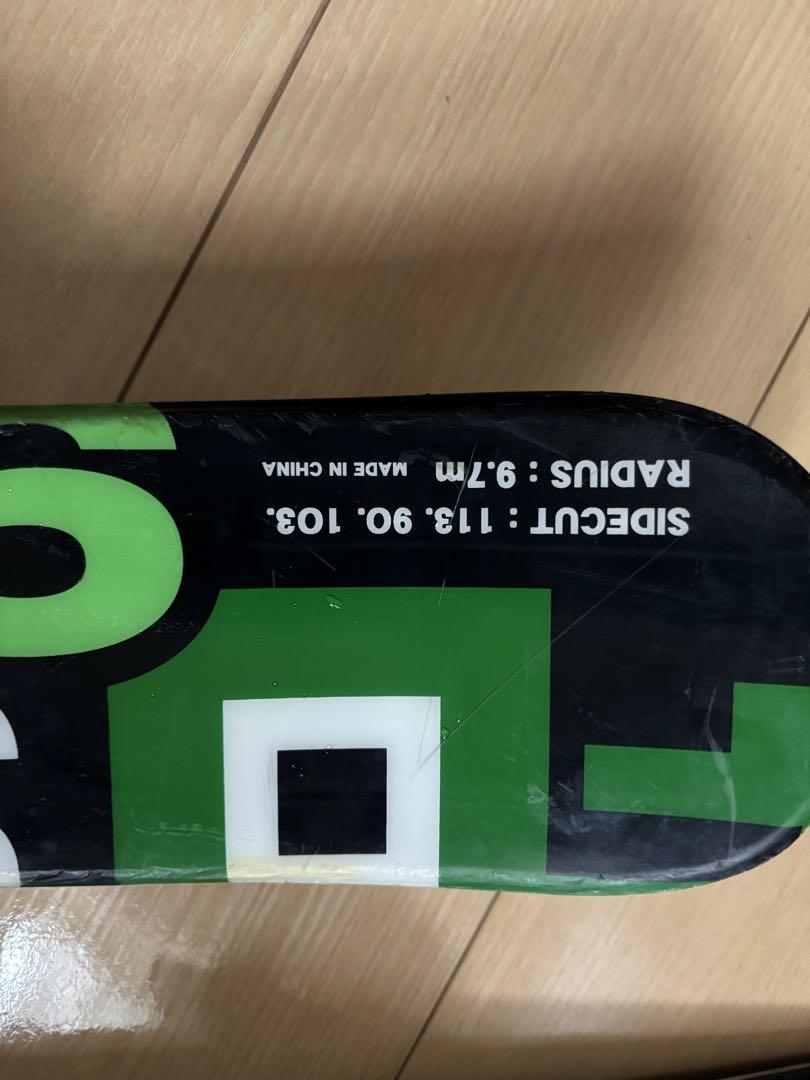 SIDECUT : 113. 90. 103.
RADIUS : 9.7m MADE IN CHINA